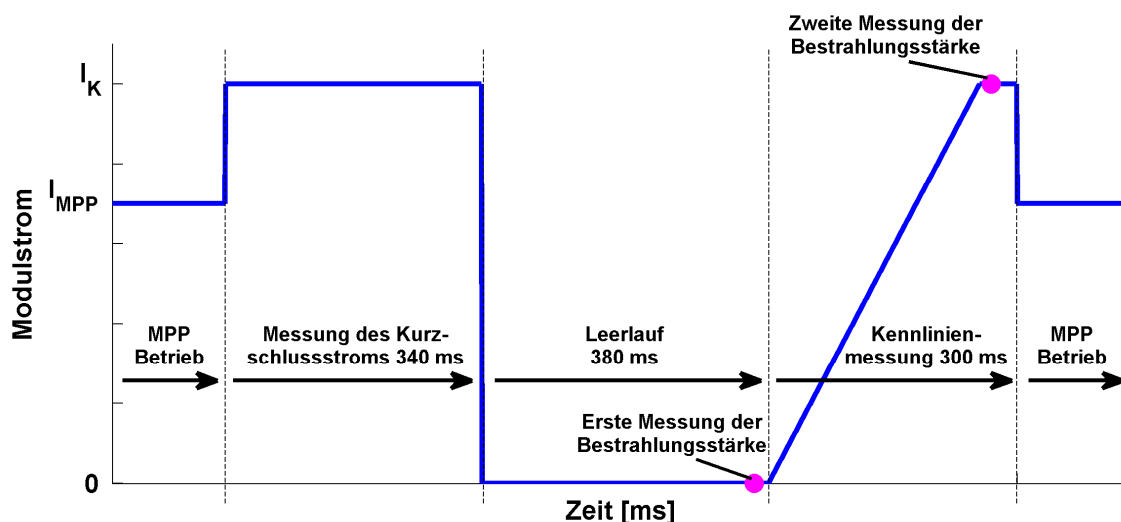 Zweite Messung der
Bestrahlungsstärke
I_K
I_MPP
Modulstrom
MPP
Betrieb
Messung des Kurz-
schlussstroms 340 ms
Leerlauf
380 ms
Kennlinien-
messung 300 ms
MPP
Betrieb
Erste Messung der
Bestrahlungsstärke
0
Zeit [ms]